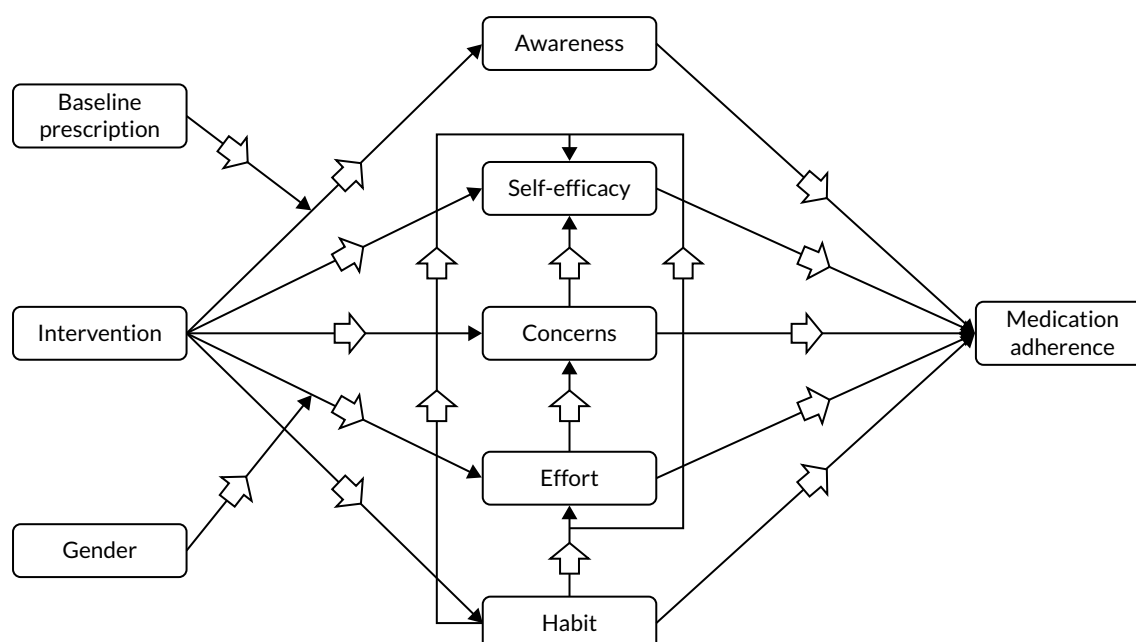 Awareness
Baseline
prescription
Self-efficacy
Intervention
Concerns
Medication
adherence
Effort
Gender
Habit